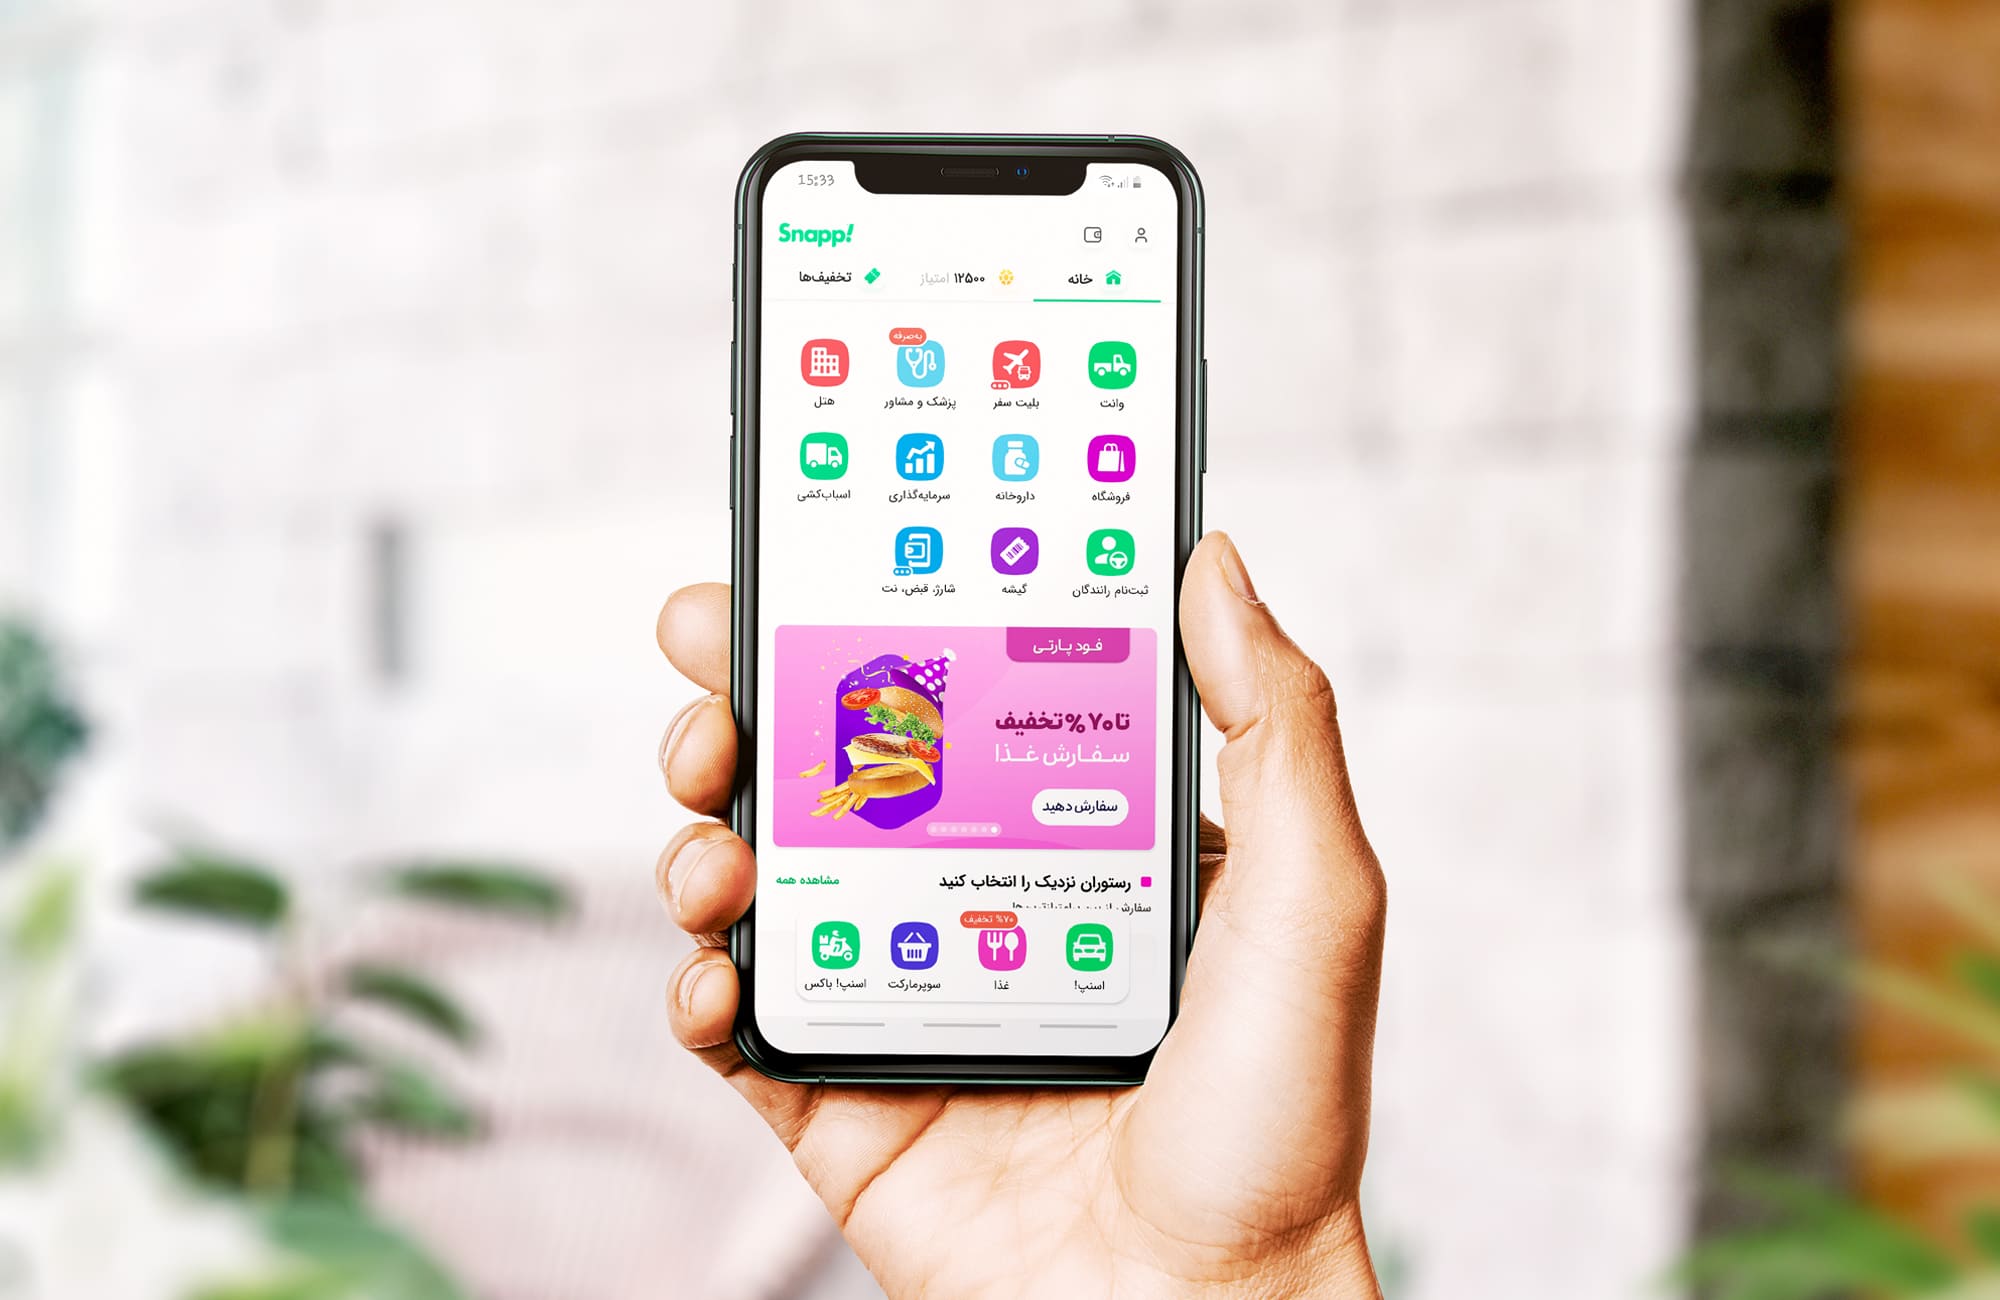 15:33
Snapp!
خانه
۱۲۵۰۰ امتیاز
تخفیف‌ها
به‌صرفه
وانت
بلیت سفر
پزشک و مشاور
هتل
فروشگاه
داروخانه
سرمایه‌گذاری
اسباب‌کشی
ثبت‌نام رانندگان
گیشه
شارژ، قبض، نت
فود پارتی
تا ۷۰% تخفیف
سفارش غذا
سفارش دهید
رستوران نزدیک را انتخاب کنید
مشاهده همه
سفارش از بین
۷۰% تخفیف
اسنپ!
غذا
سوپرمارکت
اسنپ! باکس